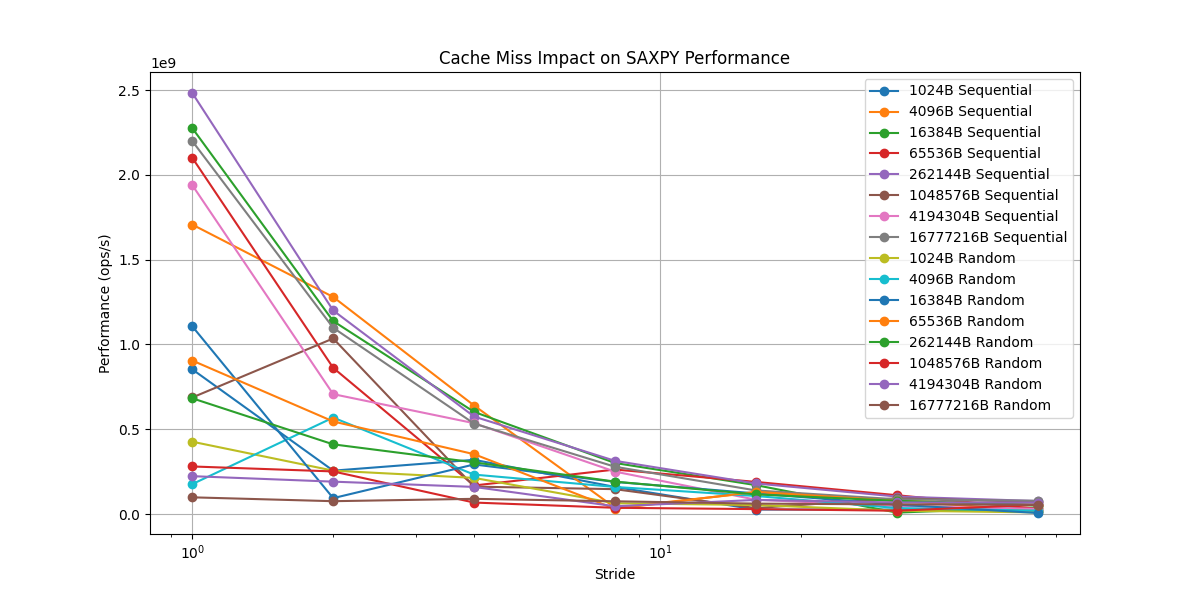 Cache Miss Impact on SAXPY Performance
1e9
2.5
2.0
1.5
1.0
0.5
0.0
Performance (ops/s)
10⁰
10¹
Stride
1024B Sequential
4096B Sequential
16384B Sequential
65536B Sequential
262144B Sequential
1048576B Sequential
4194304B Sequential
16777216B Sequential
1024B Random
4096B Random
16384B Random
65536B Random
262144B Random
1048576B Random
4194304B Random
16777216B Random